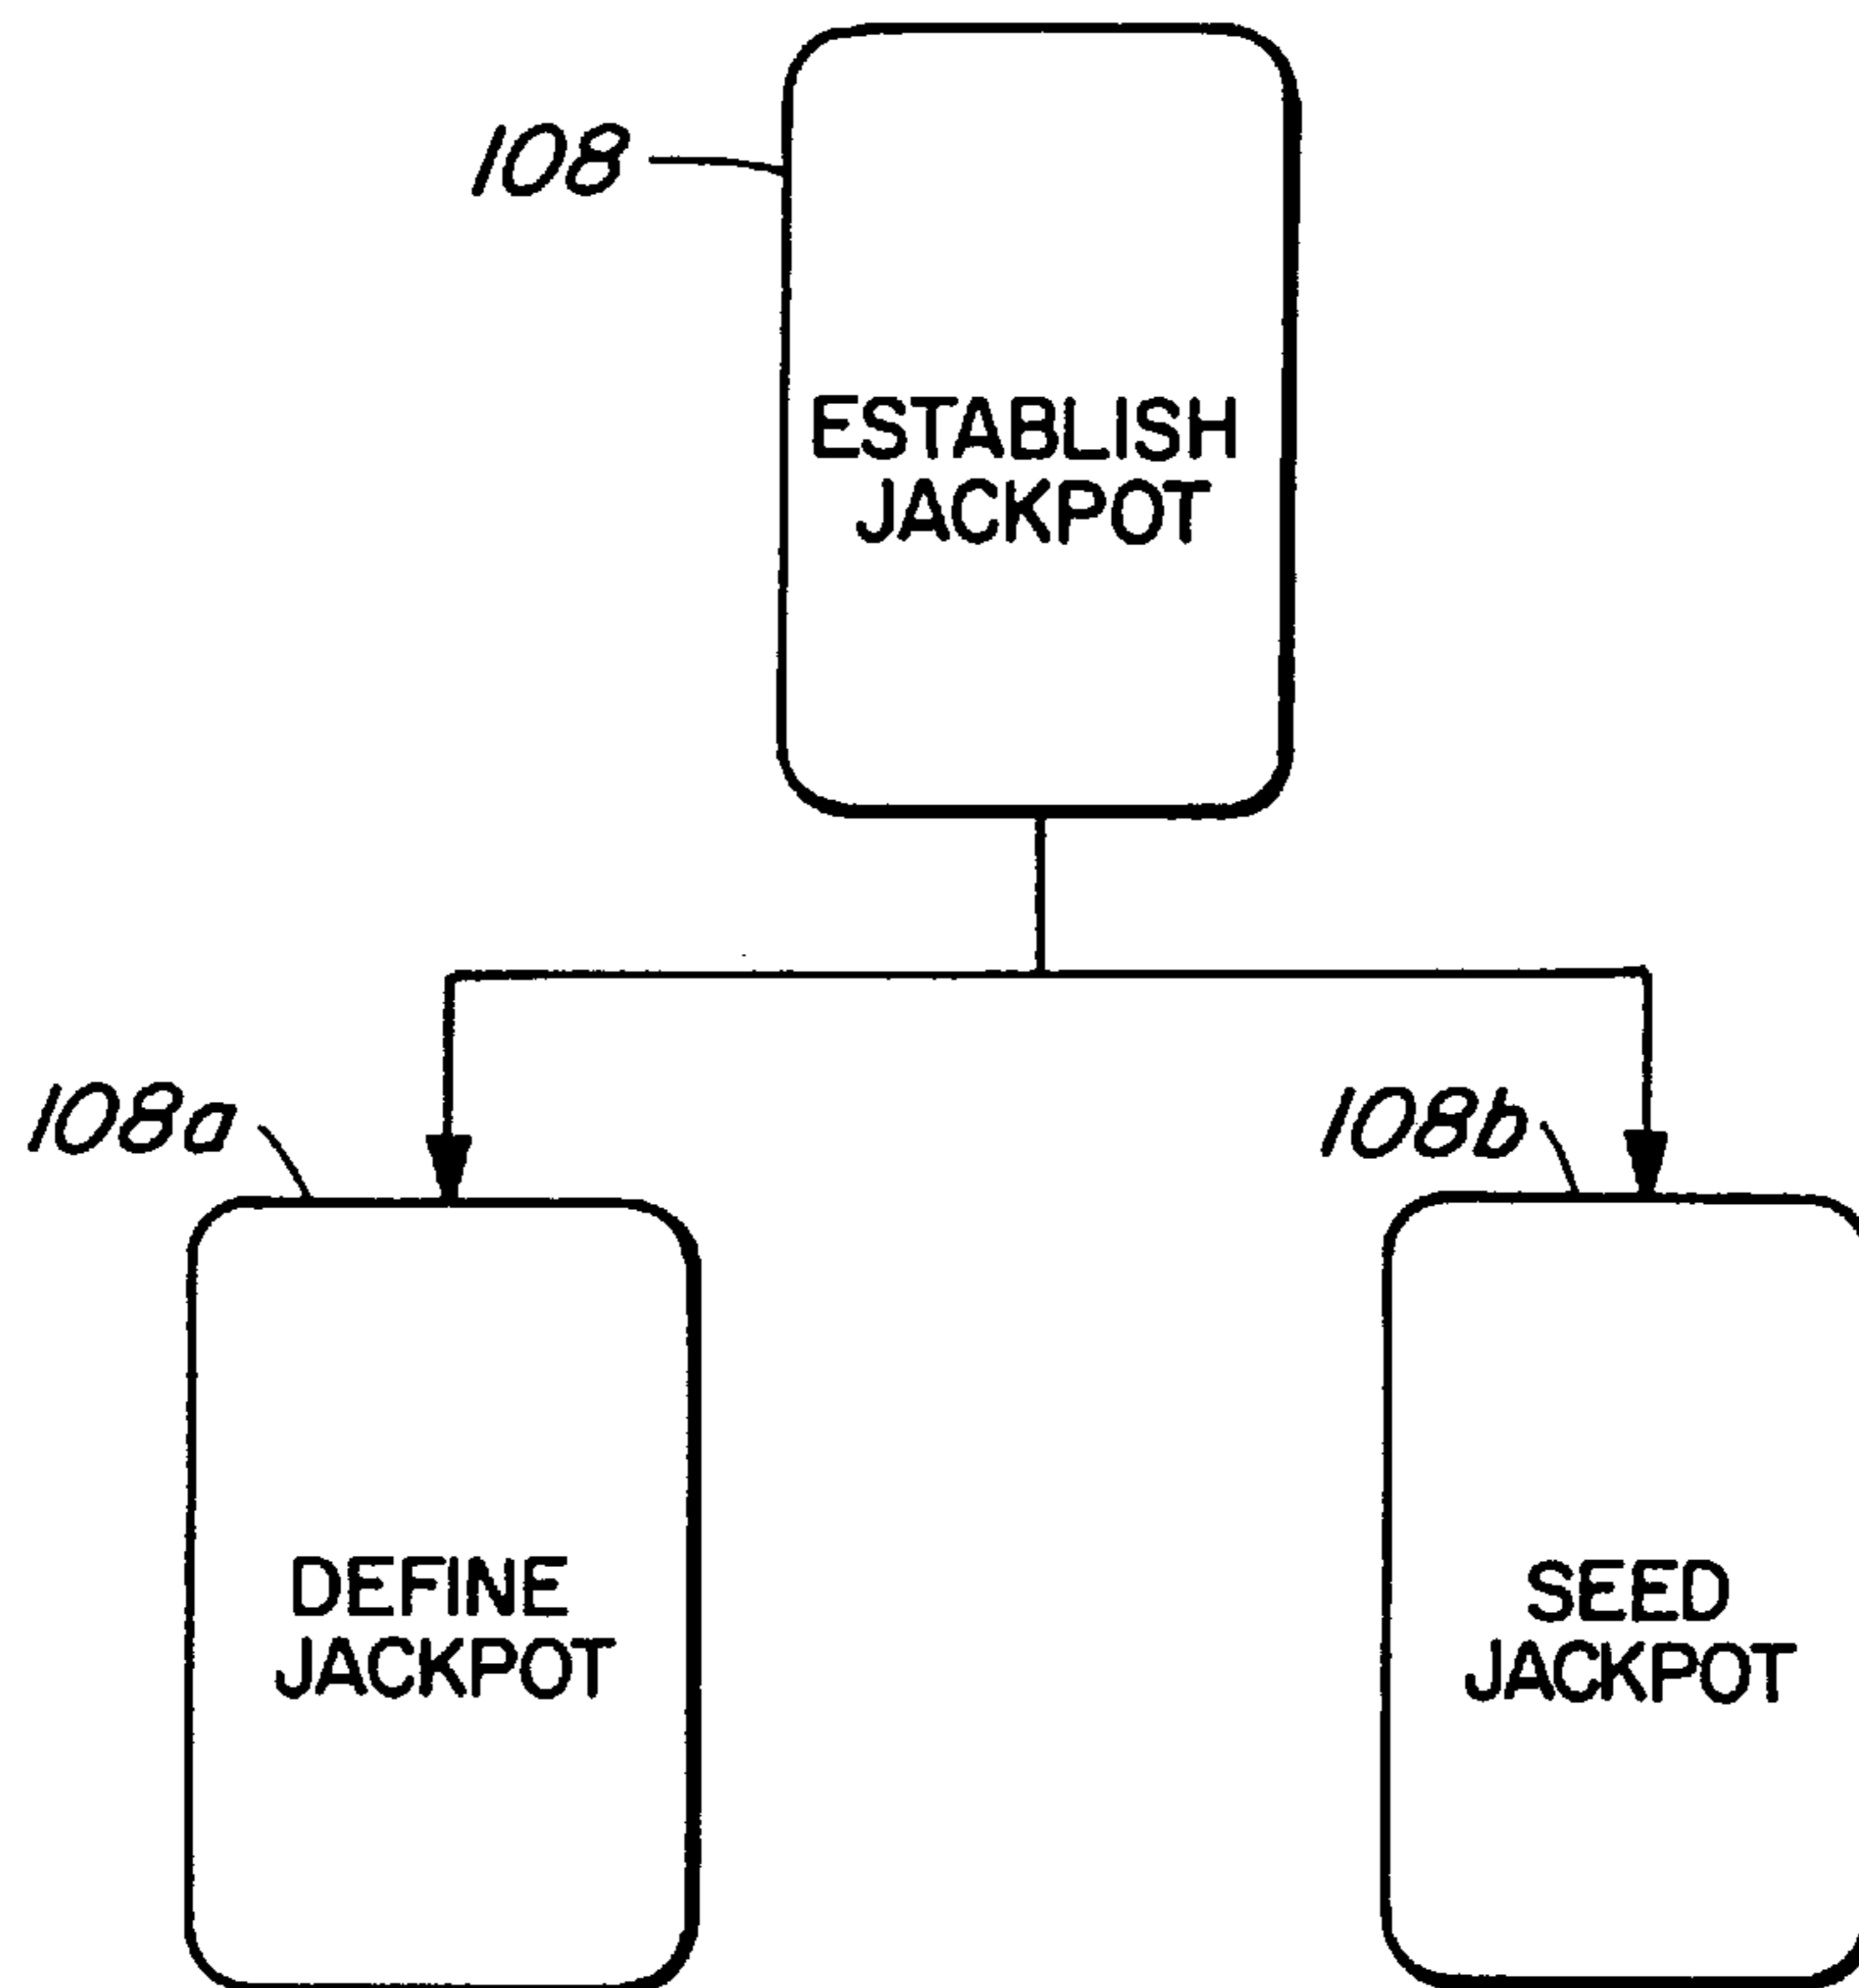 108
ESTABLISH
JACKPOT
108a
108b
DEFINE
JACKPOT
SEED
JACKPOT